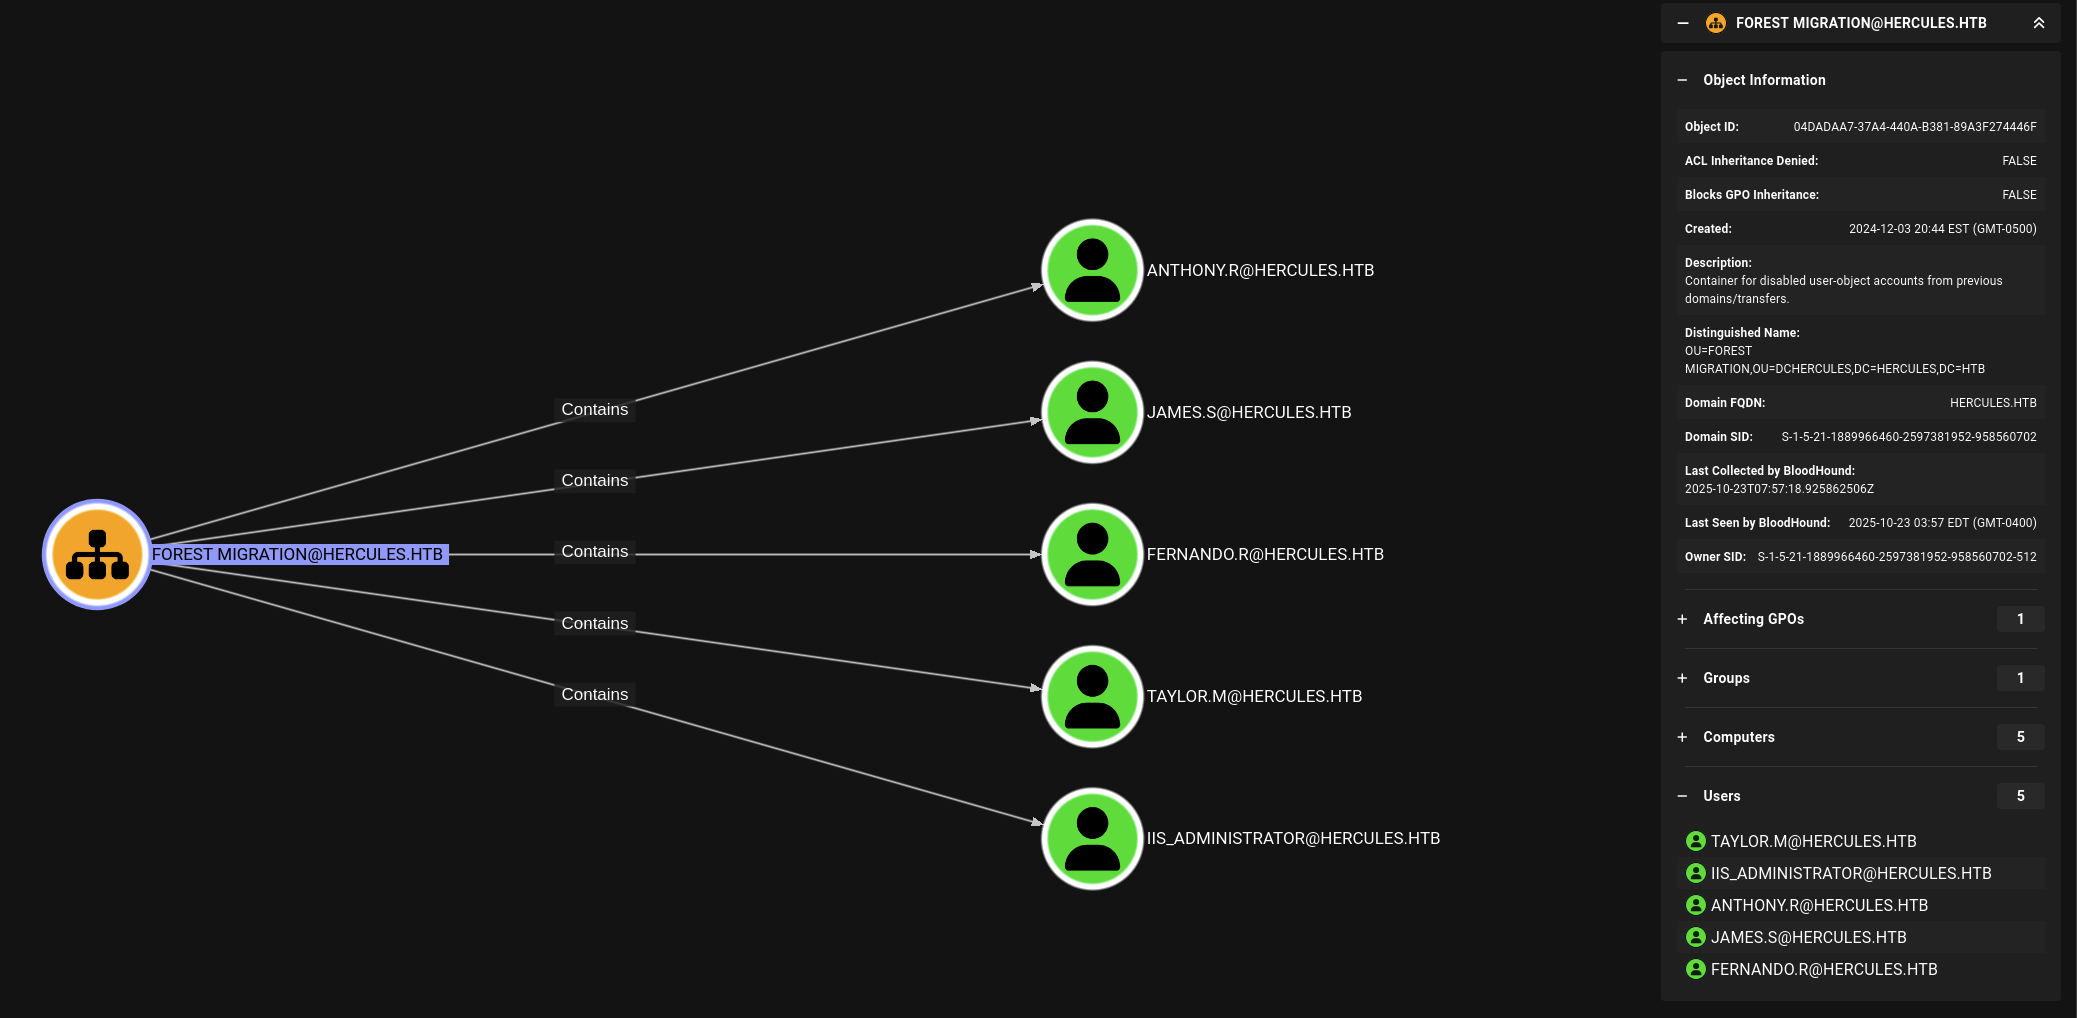 ANTHONY.R@HERCULES.HTB
Contains
JAMES.S@HERCULES.HTB
Contains
FOREST MIGRATION@HERCULES.HTB
Contains
FERNANDO.R@HERCULES.HTB
Contains
TAYLOR.M@HERCULES.HTB
Contains
IIS_ADMINISTRATOR@HERCULES.HTB
FOREST MIGRATION@HERCULES.HTB
Object Information
Object ID: 04DADAA7-37A4-440A-B381-89A3F274446F
ACL Inheritance Denied: FALSE
Blocks GPO Inheritance: FALSE
Created: 2024-12-03 20:44 EST (GMT-0500)
Description:
Container for disabled user-object accounts from previous
domains/transfers.
Distinguished Name:
OU=FOREST
MIGRATION,OU=DCHERCULES,DC=HERCULES,DC=HTB
Domain FQDN: HERCULES.HTB
Domain SID: S-1-5-21-1889966460-2597381952-958560702
Last Collected by BloodHound:
2025-10-23T07:57:18.925862506Z
Last Seen by BloodHound: 2025-10-23 03:57 EDT (GMT-0400)
Owner SID: S-1-5-21-1889966460-2597381952-958560702-512
Affecting GPOs 1
Groups 1
Computers 5
Users 5
TAYLOR.M@HERCULES.HTB
IIS_ADMINISTRATOR@HERCULES.HTB
ANTHONY.R@HERCULES.HTB
JAMES.S@HERCULES.HTB
FERNANDO.R@HERCULES.HTB